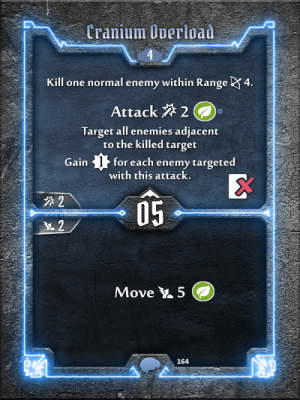 Cranium Overload
4
Kill one normal enemy within Range 4.
Attack 2
Target all enemies adjacent
to the killed target
Gain 1 for each enemy targeted
with this attack.
2
05
2
Move 5
164